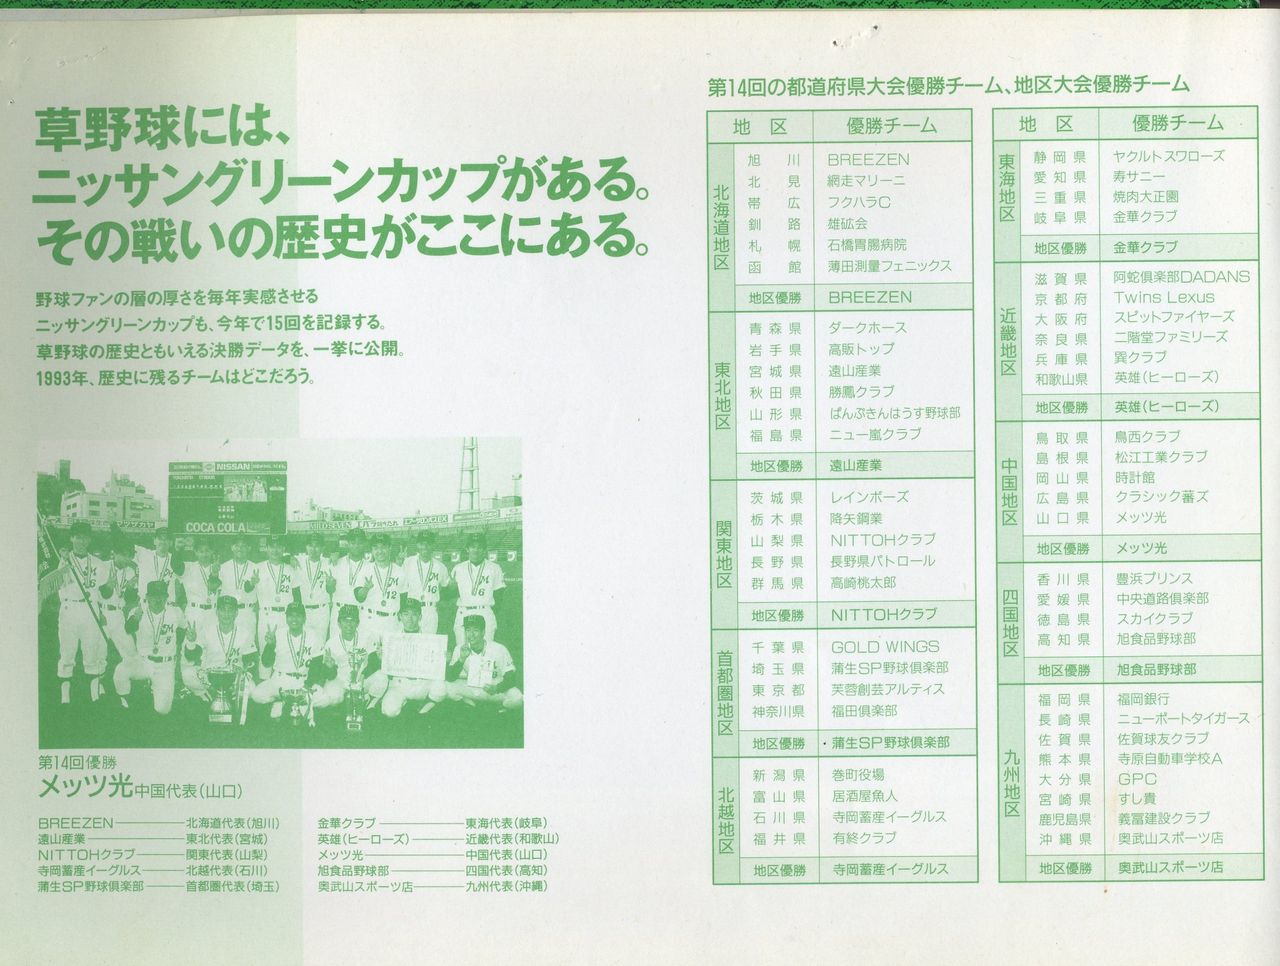 草野球には、
ニッサングリーンカップがある。
その戦いの歴史がここにある。
野球ファンの層の厚さを毎年実感させる
ニッサングリーンカップも、今年で15回を記録する。
草野球の歴史ともいえる決勝データを、一挙に公開。
1993年、歴史に残るチームはどこだろう。
NISSAN
COCA COLA
マツザカヤ
MILD SEVEN
第14回優勝
メッツ光 中国代表(山口)
BREEZEN 北海道代表(旭川)
遠山産業 東北代表(宮城)
NITTOHクラブ 関東代表(山梨)
寺岡蓄産イーグルス 北越代表(石川)
蒲生SP野球倶楽部 首都圏代表(埼玉)
金華クラブ 東海代表(岐阜)
英雄(ヒーローズ) 近畿代表(和歌山)
メッツ光 中国代表(山口)
旭食品野球部 四国代表(高知)
奥武山スポーツ店 九州代表(沖縄)
第14回の都道府県大会優勝チーム、地区大会優勝チーム
地区 優勝チーム
北海道地区
旭川 BREEZEN
北見 網走マリーニ
帯広 フクハラC
釧路 雄砿会
札幌 石橋胃腸病院
函館 薄田測量フェニックス
地区優勝 BREEZEN
東北地区
青森県 ダークホース
岩手県 高販トップ
宮城県 遠山産業
秋田県 勝鳳クラブ
山形県 ぱんぷきんはうす野球部
福島県 ニュー嵐クラブ
地区優勝 遠山産業
関東地区
茨城県 レインボーズ
栃木県 降矢鋼業
山梨県 NITTOHクラブ
長野県 長野県パトロール
群馬県 高崎桃太郎
地区優勝 NITTOHクラブ
首都圏地区
千葉県 GOLD WINGS
埼玉県 蒲生SP野球倶楽部
東京都 芙蓉創芸アルティス
神奈川県 福田倶楽部
地区優勝 蒲生SP野球倶楽部
北越地区
新潟県 巻町役場
富山県 居酒屋魚人
石川県 寺岡蓄産イーグルス
福井県 有終クラブ
地区優勝 寺岡蓄産イーグルス
地区 優勝チーム
東海地区
静岡県 ヤクルトスワローズ
愛知県 寿サニー
三重県 焼肉大正園
岐阜県 金華クラブ
地区優勝 金華クラブ
近畿地区
滋賀県 阿蛇倶楽部DADANS
京都府 Twins Lexus
大阪府 スピットファイヤーズ
奈良県 二階堂ファミリーズ
兵庫県 巽クラブ
和歌山県 英雄(ヒーローズ)
地区優勝 英雄(ヒーローズ)
中国地区
鳥取県 鳥西クラブ
島根県 松江工業クラブ
岡山県 時計館
広島県 クラシック蕃ズ
山口県 メッツ光
地区優勝 メッツ光
四国地区
香川県 豊浜プリンス
愛媛県 中央道路倶楽部
徳島県 スカイクラブ
高知県 旭食品野球部
地区優勝 旭食品野球部
九州地区
福岡県 福岡銀行
長崎県 ニューポートタイガース
佐賀県 佐賀球友クラブ
熊本県 寺原自動車学校A
大分県 GPC
宮崎県 すし貴
鹿児島県 義冨建設クラブ
沖縄県 奥武山スポーツ店
地区優勝 奥武山スポーツ店